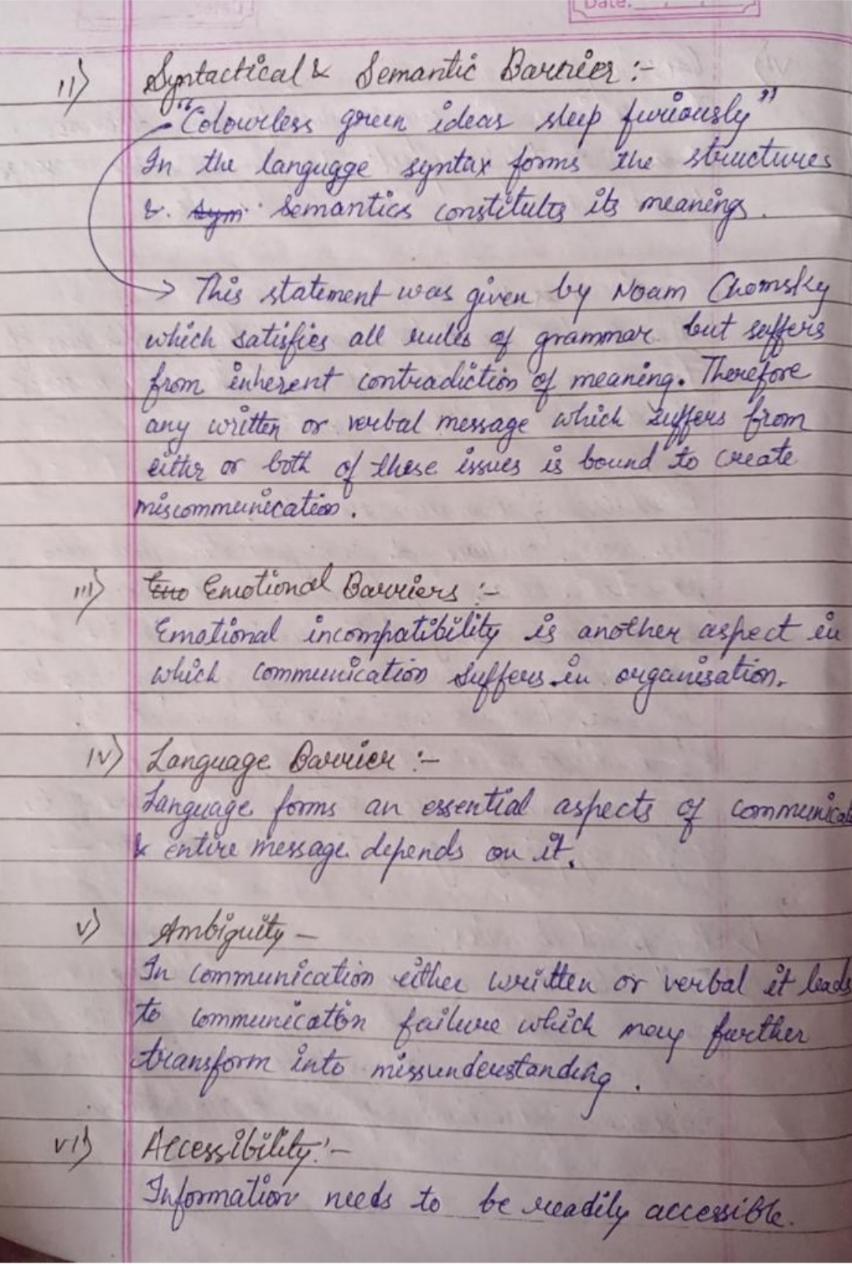 Date:
ii) Syntactical & Semantic Barrier :-
"Colourless green ideas sleep furiously"
In the langugge syntax forms the structures
&. Sym Semantics constitutes its meanings.
→ This statement was given by Noam Chomsky
which satisfies all rules of grammar but suffers
from inherent contradiction of meaning. Therefore
any written or verbal message which suffers from
either or both of these issues is bound to create
miscommunication.
iii) Emotional Barriers :-
Emotional incompatibility is another aspect in
which communication suffers in organisation.
iv) Language Barrier :-
Language forms an essential aspects of communica
& entire message depends on it.
v) Ambiguity -
In communication either written or verbal it leads
to communication failure which may further
transform into missunderstanding.
vi) Accessibility:-
Information needs to be readily accessible.